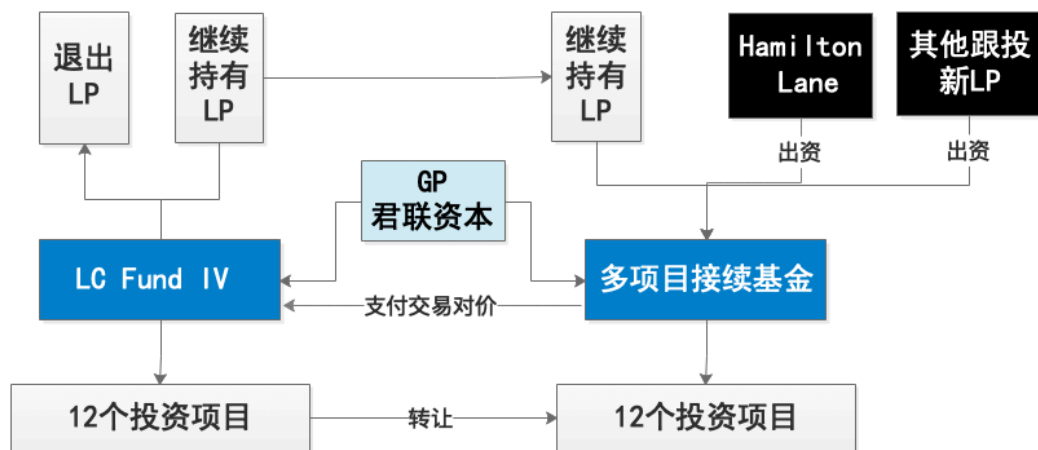 退出
LP
继续
持有
LP
继续
持有
LP
Hamilton
Lane
其他跟投
新LP
出资
出资
GP
君联资本
LC Fund IV
多项目接续基金
支付交易对价
12个投资项目
转让
12个投资项目